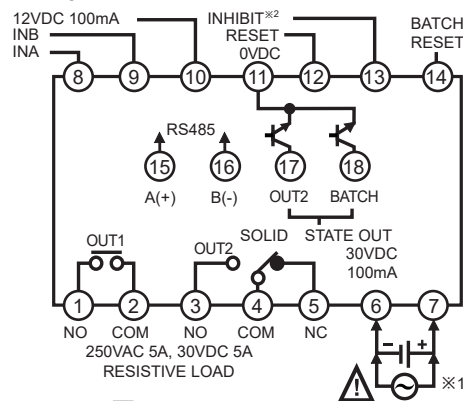 12VDC 100mA
INB
INA
INHIBIT※2
RESET
0VDC
BATCH
RESET
8 9 10 11 12 13 14
RS485
15 16 17 18
A(+) B(-) OUT2 BATCH
OUT1
OUT2
SOLID STATE OUT
30VDC
100mA
1 2 3 4 5 6 7
NO COM NO COM NC
250VAC 5A, 30VDC 5A
RESISTIVE LOAD
- +
! ※1